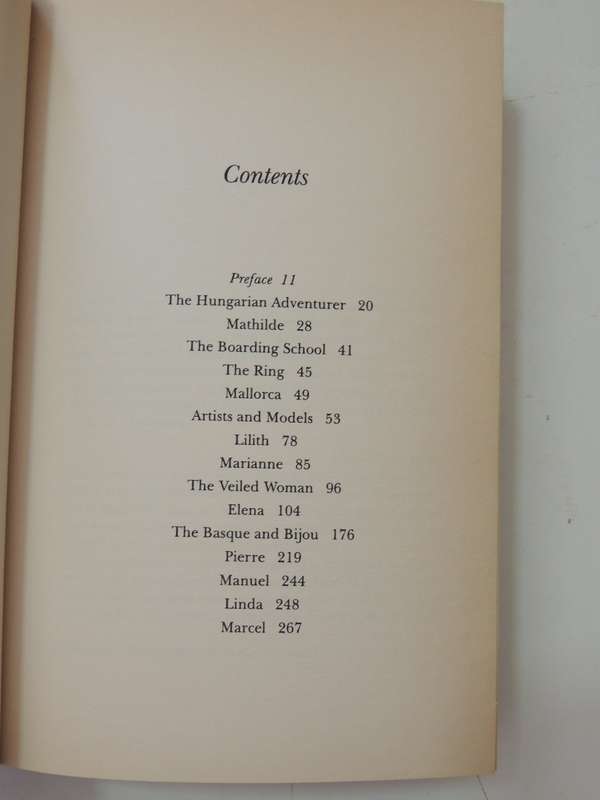 Contents
Preface 11
The Hungarian Adventurer 20
Mathilde 28
The Boarding School 41
The Ring 45
Mallorca 49
Artists and Models 53
Lilith 78
Marianne 85
The Veiled Woman 96
Elena 104
The Basque and Bijou 176
Pierre 219
Manuel 244
Linda 248
Marcel 267